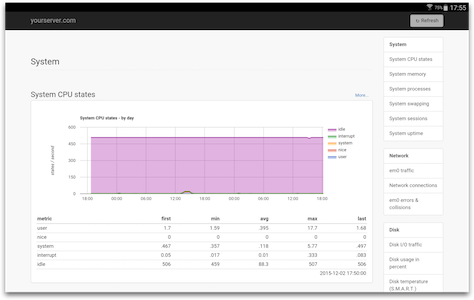 75% 17:55
yourserver.com
Refresh
System
System CPU states
More...
System CPU states - by day
states / second
600
450
300
150
0
18:00 00:00 06:00 12:00 18:00 00:00 06:00 12:00 18:00
idle
interrupt
system
nice
user
metric first min avg max last
user 1.7 1.59 .395 17.7 1.68
nice 0 0 0 0 0
system .467 .357 .118 5.77 .497
interrupt 0.05 .017 0.01 .333 .083
idle .506 459 88.3 507 506
2015-12-02 17:50:00
System
System CPU states
System memory
System processes
System swapping
System sessions
System uptime
Network
em0 traffic
Network connections
em0 errors &
collisions
Disk
Disk I/O traffic
Disk usage in
percent
Disk temperature
(S.M.A.R.T.)